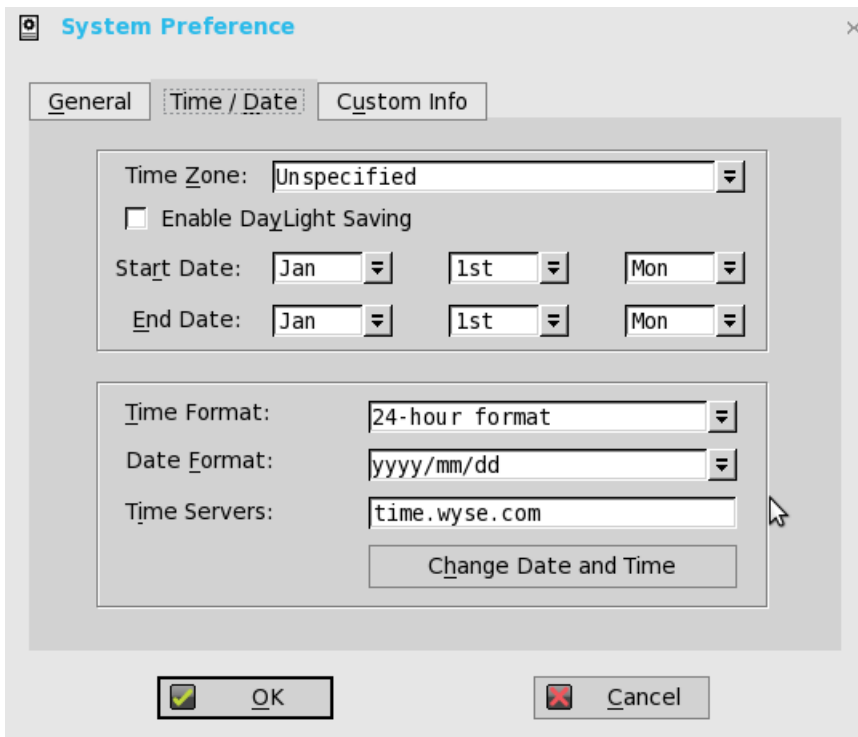 System Preference
General Time / Date Custom Info
Time Zone: Unspecified
Enable DayLight Saving
Start Date: Jan 1st Mon
End Date: Jan 1st Mon
Time Format: 24-hour format
Date Format: yyyy/mm/dd
Time Servers: time.wyse.com
Change Date and Time
OK Cancel